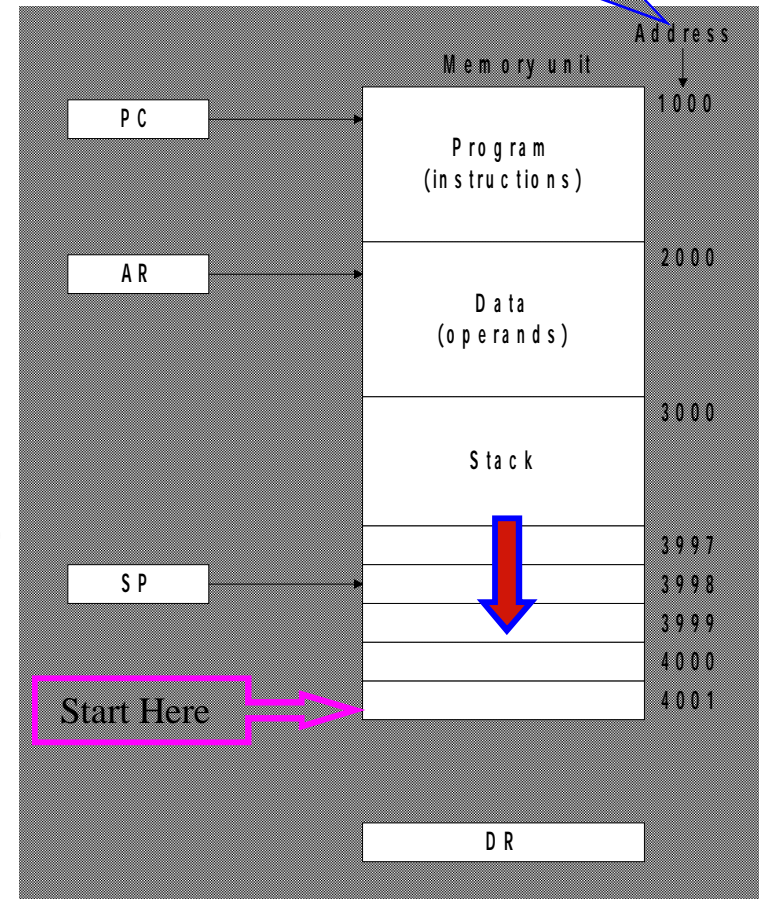 Address
Memory unit
1000
PC
Program
(instructions)
2000
AR
Data
(operands)
3000
Stack
3997
SP
3998
3999
4000
4001
Start Here
DR